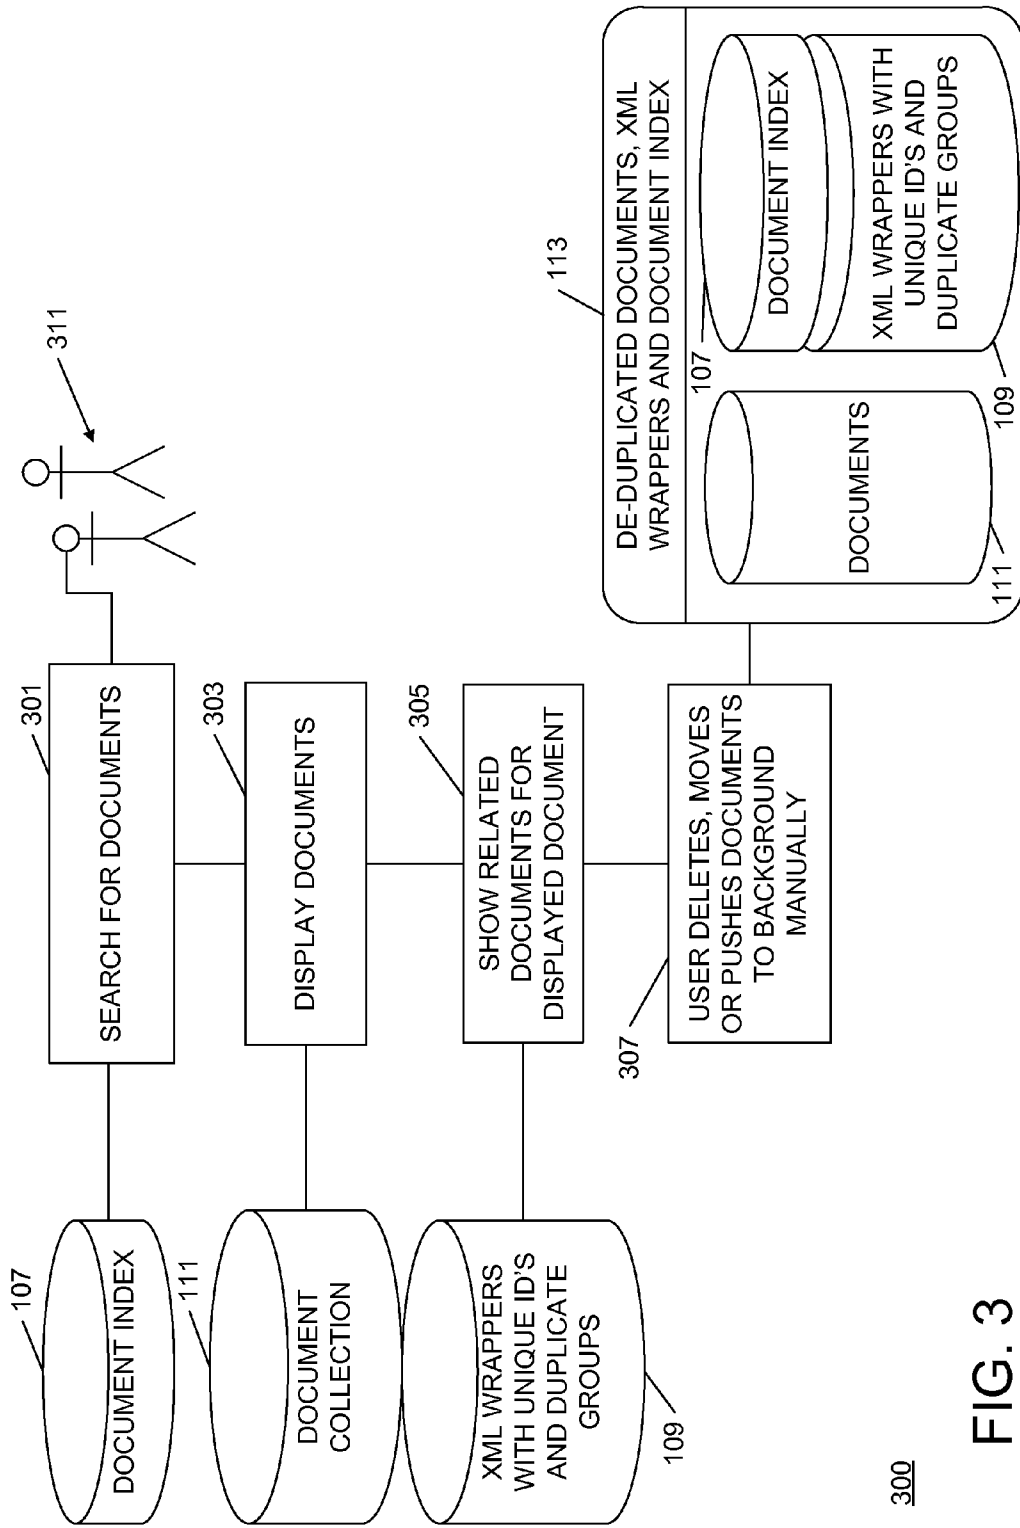 311
301
SEARCH FOR DOCUMENTS
107
DOCUMENT INDEX
303
DISPLAY DOCUMENTS
111
DOCUMENT
COLLECTION
305
SHOW RELATED
DOCUMENTS FOR
DISPLAYED DOCUMENT
XML WRAPPERS
WITH UNIQUE ID'S
AND DUPLICATE
GROUPS
109
307
USER DELETES, MOVES
OR PUSHES DOCUMENTS
TO BACKGROUND
MANUALLY
113
DE-DUPLICATED DOCUMENTS, XML
WRAPPERS AND DOCUMENT INDEX
107
DOCUMENT INDEX
XML WRAPPERS WITH
UNIQUE ID'S AND
DUPLICATE GROUPS
109
DOCUMENTS
111
300
FIG. 3